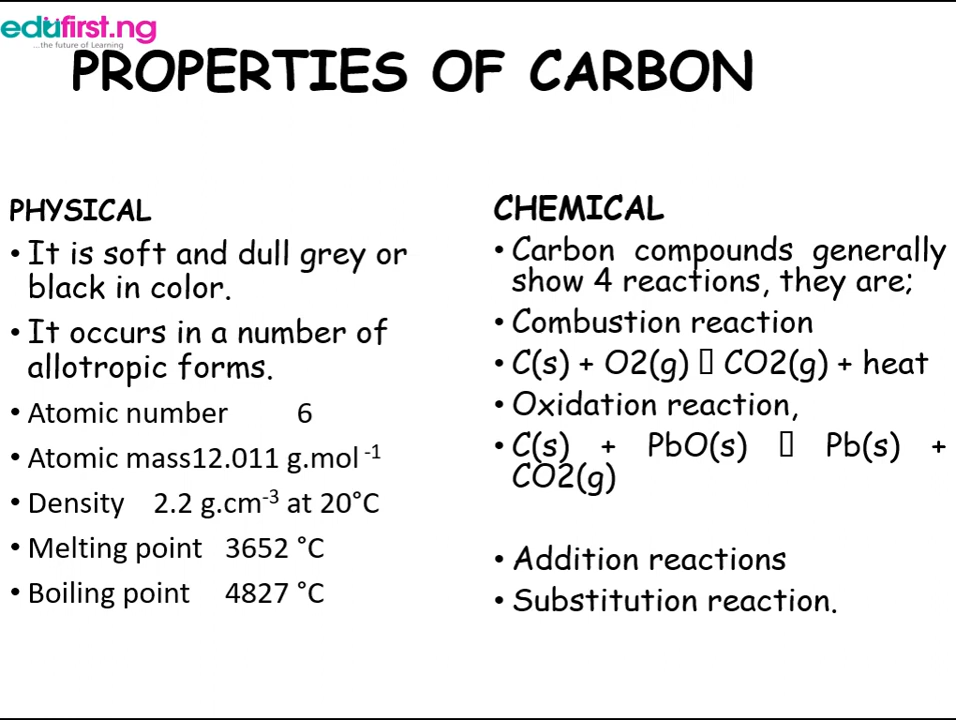 edufirst.ng
...the future of Learning
PROPERTIES OF CARBON
PHYSICAL
• It is soft and dull grey or
black in color.
• It occurs in a number of
allotropic forms.
• Atomic number 6
• Atomic mass12.011 g.mol -1
• Density 2.2 g.cm-3 at 20°C
• Melting point 3652 °C
• Boiling point 4827 °C
CHEMICAL
• Carbon compounds generally
show 4 reactions, they are;
• Combustion reaction
• C(s) + O2(g) ▯ CO2(g) + heat
• Oxidation reaction,
• C(s) + PbO(s) ▯ Pb(s) +
CO2(g)
• Addition reactions
• Substitution reaction.